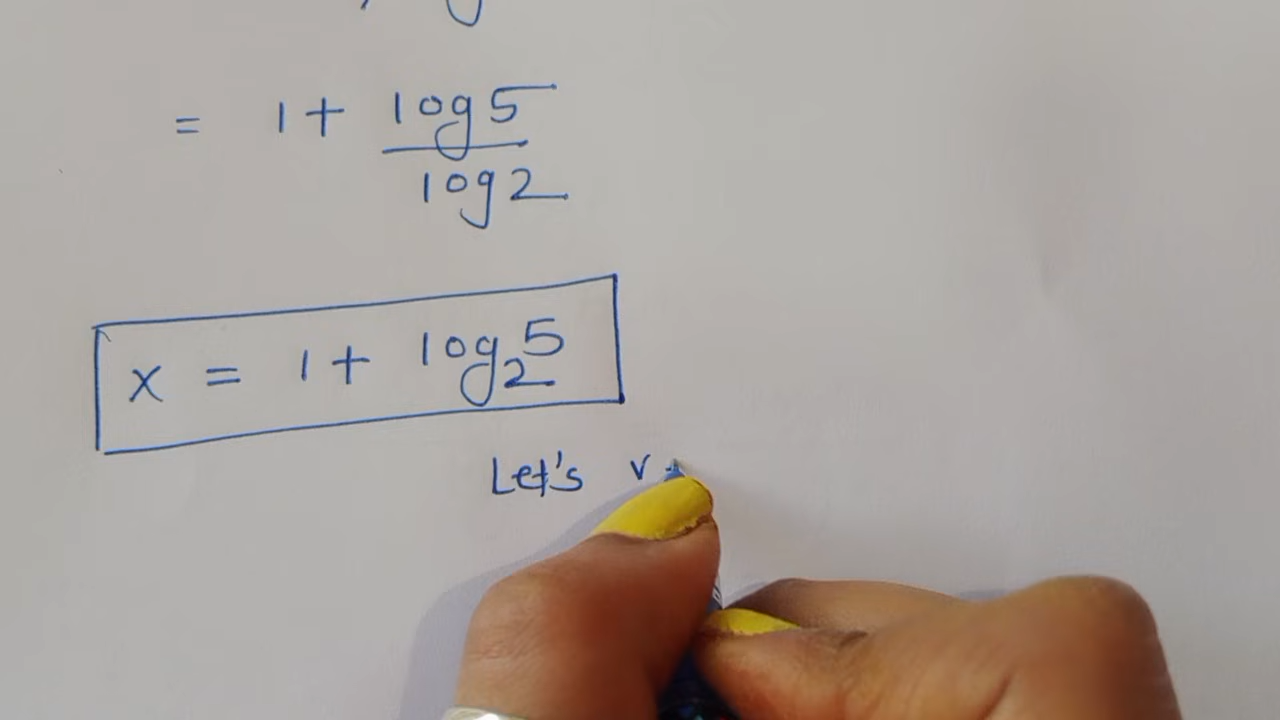 = 1 + log5 / log2
x = 1 + log₂5
Let's